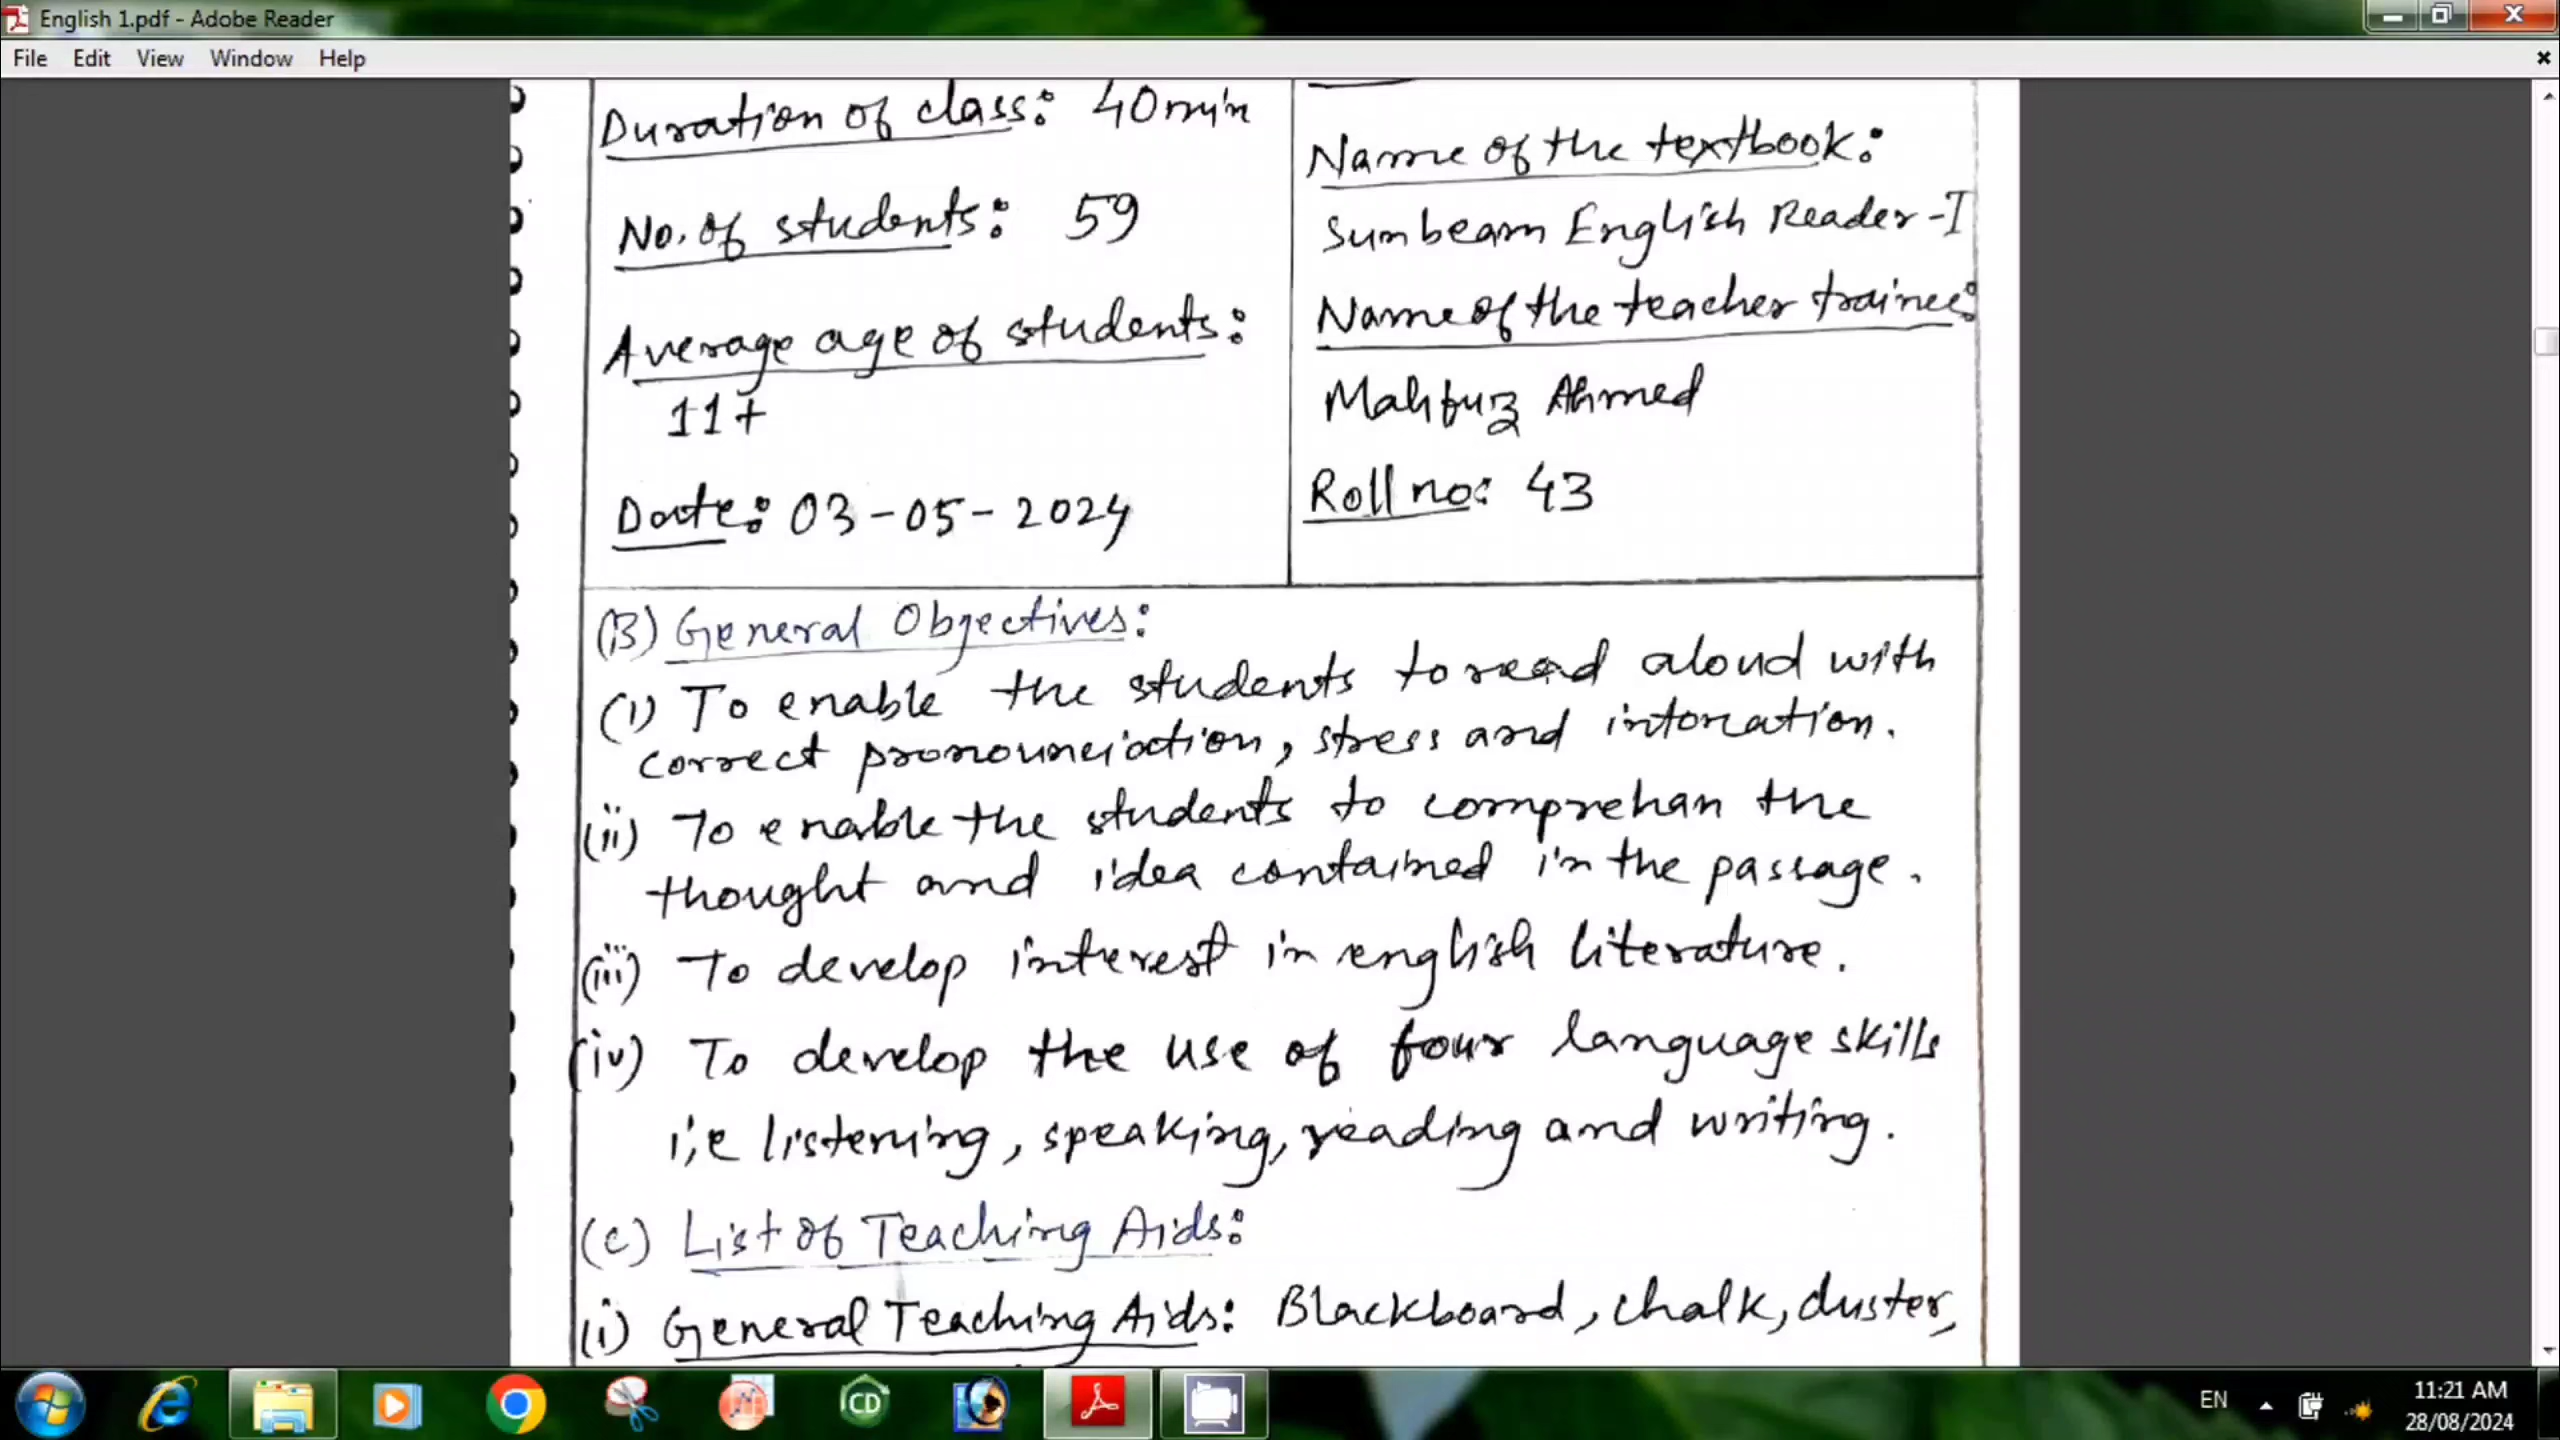 English 1.pdf - Adobe Reader
File Edit View Window Help
Duration of class: 40 min
No. of students: 59
Average age of students:
11+
Date: 03-05-2024
Name of the textbook:
Sunbeam English Reader-I
Name of the teacher trainee:
Mahfuz Ahmed
Roll no: 43
(B) General Objectives:
(i) To enable the students to read aloud with
correct pronounciation, stress and intonation.
(ii) To enable the students to comprehan the
thought and idea contained in the passage.
(iii) To develop interest in english literature.
(iv) To develop the use of four language skills
i,e listening, speaking, reading and writing.
(c) List of Teaching Aids:
(i) General Teaching Aids: Blackboard, chalk, duster,
CD
EN
11:21 AM
28/08/2024